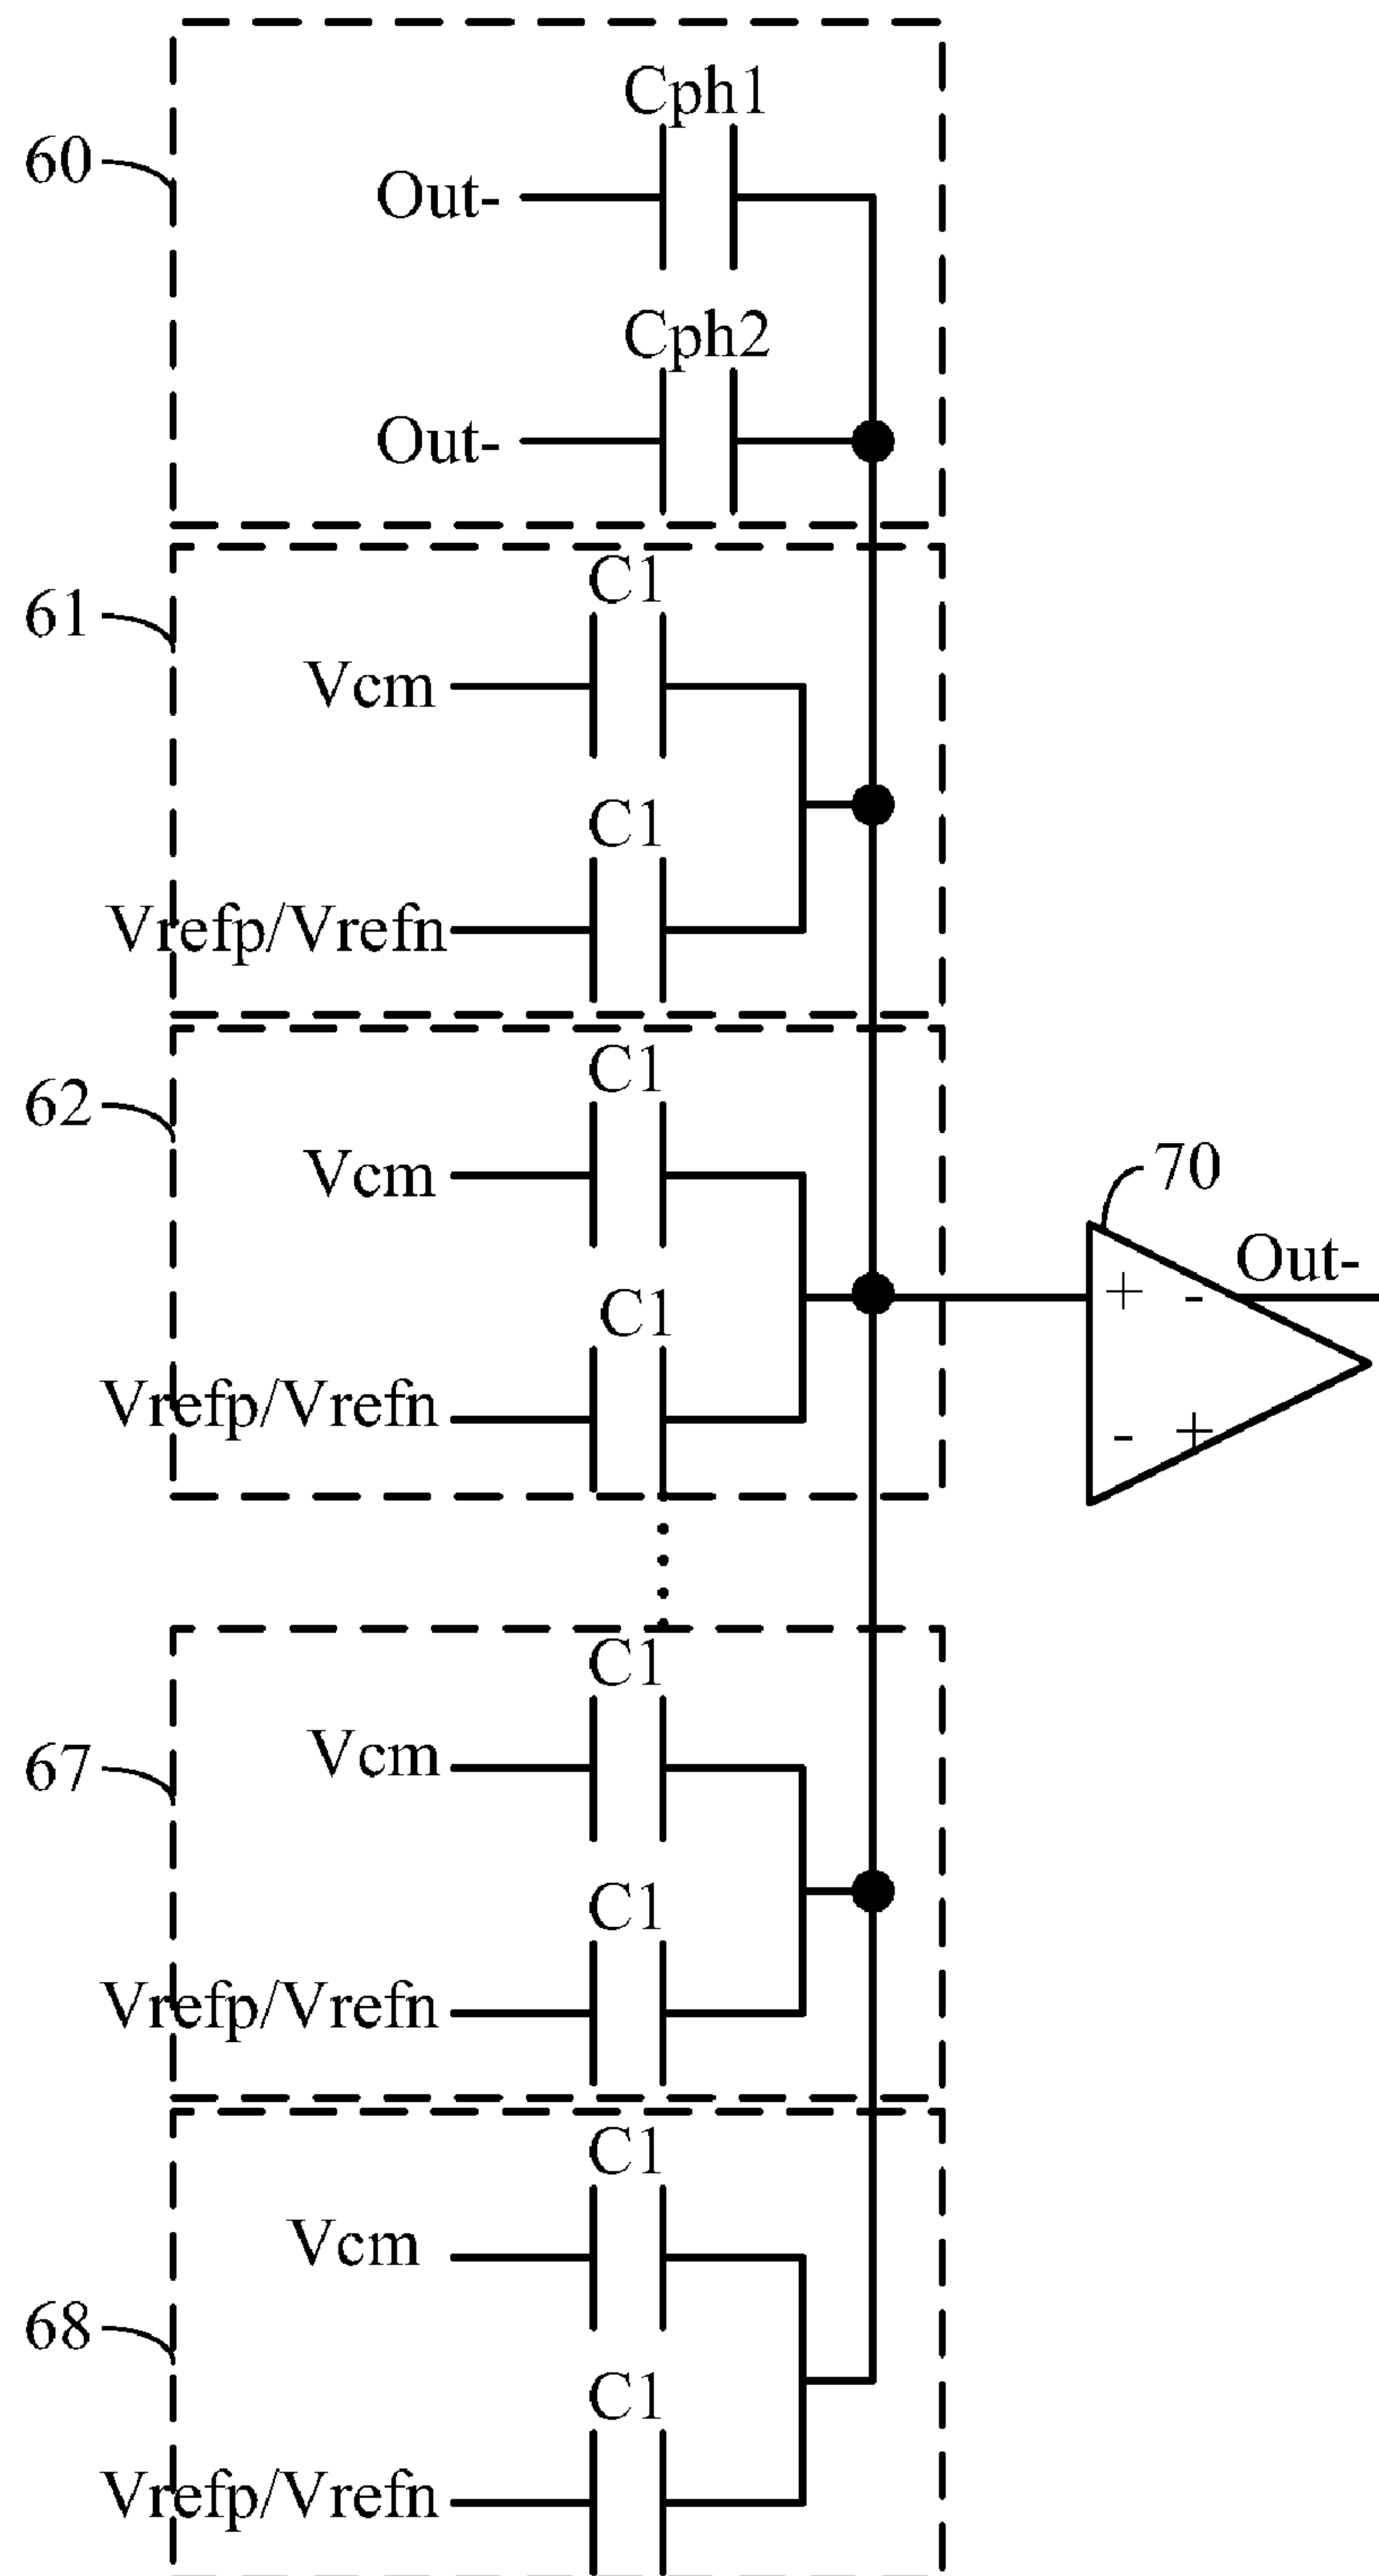 Cph1
60
Out-
Cph2
Out-
C1
61
Vcm
C1
Vrefp/Vrefn
C1
62
Vcm
70
Out-
+ -
C1
Vrefp/Vrefn
- +
C1
Vcm
67
C1
Vrefp/Vrefn
C1
Vcm
68
C1
Vrefp/Vrefn